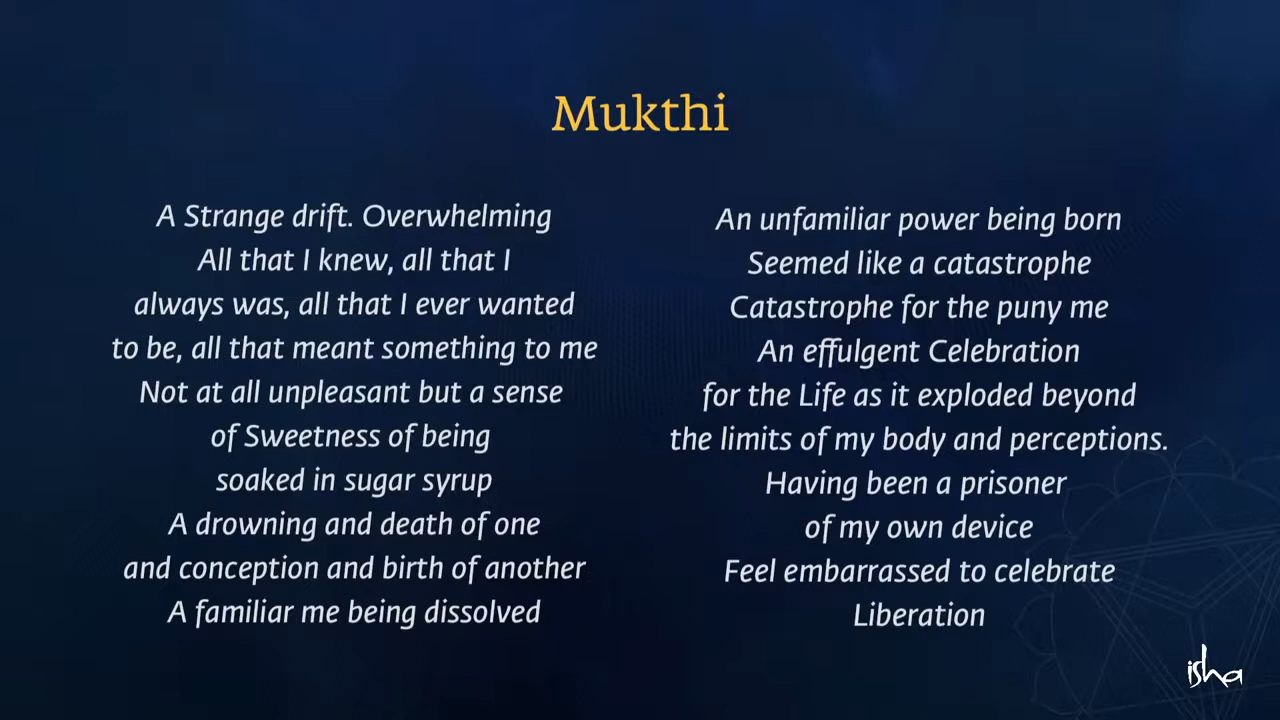 Mukthi
A Strange drift. Overwhelming
All that I knew, all that I
always was, all that I ever wanted
to be, all that meant something to me
Not at all unpleasant but a sense
of Sweetness of being
soaked in sugar syrup
A drowning and death of one
and conception and birth of another
A familiar me being dissolved
An unfamiliar power being born
Seemed like a catastrophe
Catastrophe for the puny me
An effulgent Celebration
for the Life as it exploded beyond
the limits of my body and perceptions.
Having been a prisoner
of my own device
Feel embarrassed to celebrate
Liberation
isha